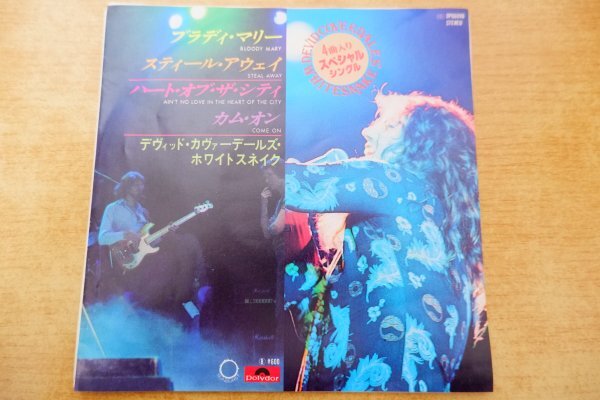 ブラディ・マリー
BLOODY MARY
スティール・アウェイ
STEAL AWAY
ハート・オブ・ザ・シティ
AIN'T NO LOVE IN THE HEART OF THE CITY
カム・オン
COME ON
デヴィッド・カヴァーデールズ・
ホワイトスネイク
4曲入り
スペシャル
シングル
WHITESNAKE
STEREO
Marshall
¥600
polydor